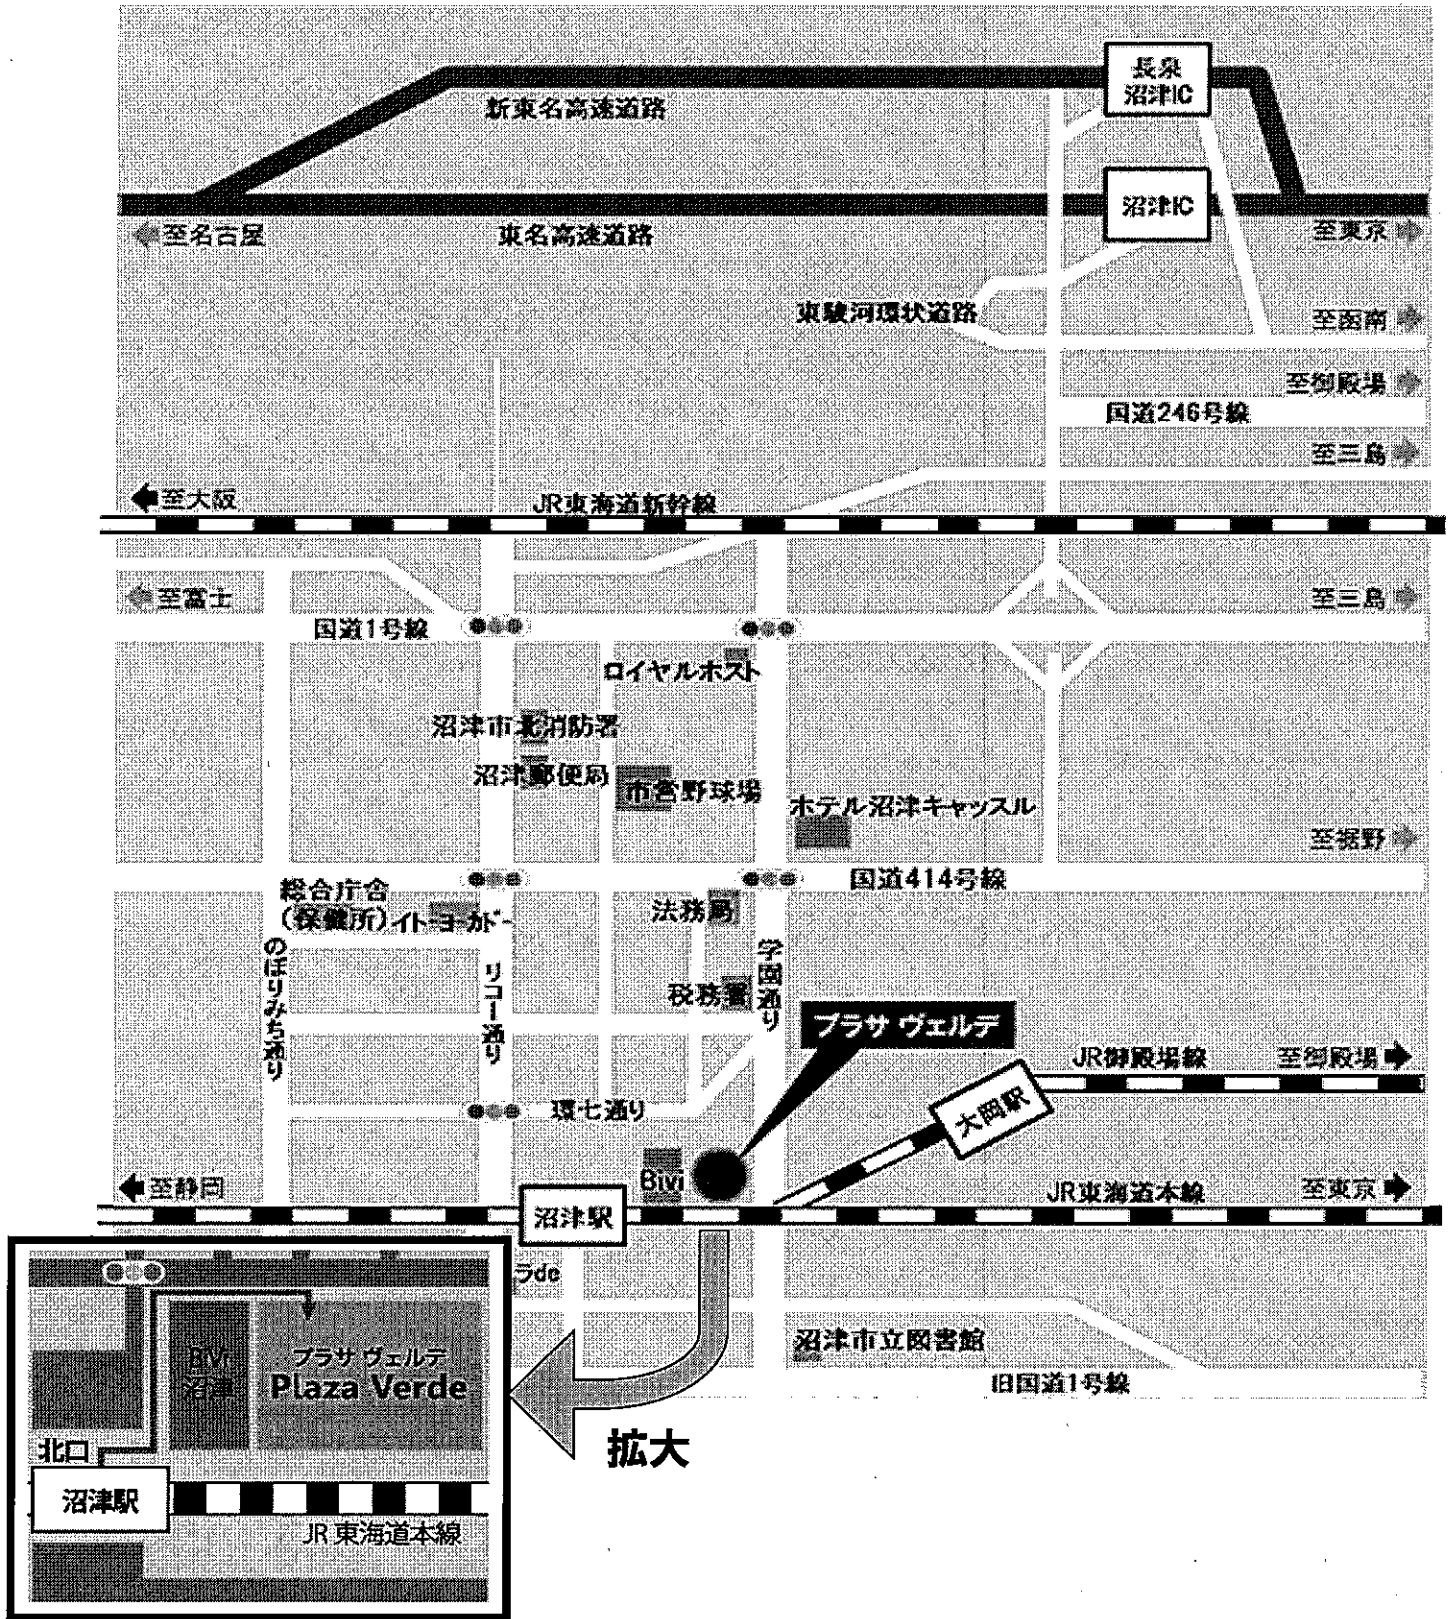 長泉
沼津IC
新東名高速道路
沼津IC
至名古屋
東名高速道路
至東京
東駿河環状道路
至函南
至御殿場
国道246号線
至三島
至大阪
JR東海道新幹線
至富士
至三島
国道1号線
ロイヤルホスト
沼津市北消防署
沼津郵便局
市営野球場
ホテル沼津キャッスル
至裾野
国道414号線
総合庁舎
(保健所)
イトーヨーカドー
法務局
のぼりみち通り
リコー通り
学園通り
税務署
プラサ ヴェルデ
JR御殿場線
至御殿場
大岡駅
環七通り
Bivi
至静岡
JR東海道本線
至東京
沼津駅
ラde
沼津市立図書館
旧国道1号線
拡大
BiVi
沼津
プラサ ヴェルデ
Plaza Verde
北口
沼津駅
JR東海道本線